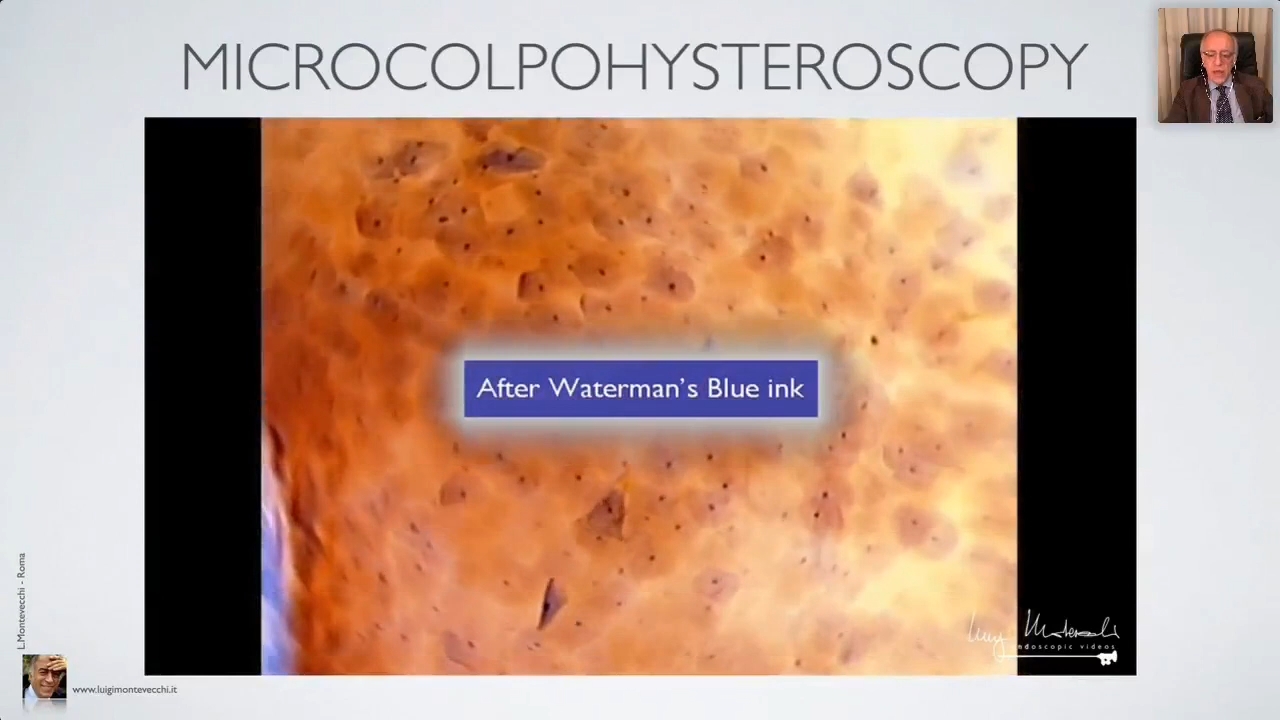 MICROCOLPOHYSTEROSCOPY
After Waterman's Blue ink
endoscopic videos
L.Montevecchi - Roma
www.luigimontevecchi.it